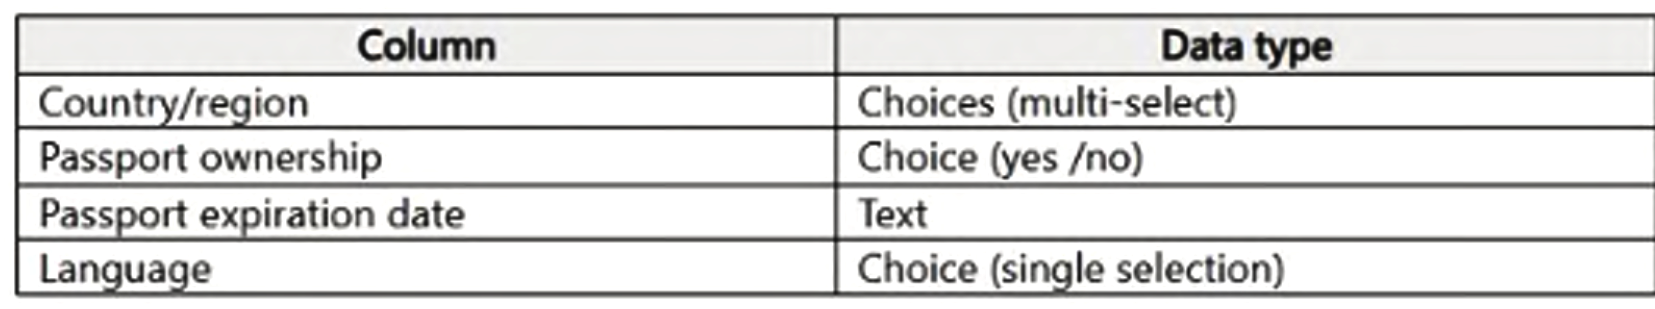 Column Data type
Country/region Choices (multi-select)
Passport ownership Choice (yes /no)
Passport expiration date Text
Language Choice (single selection)